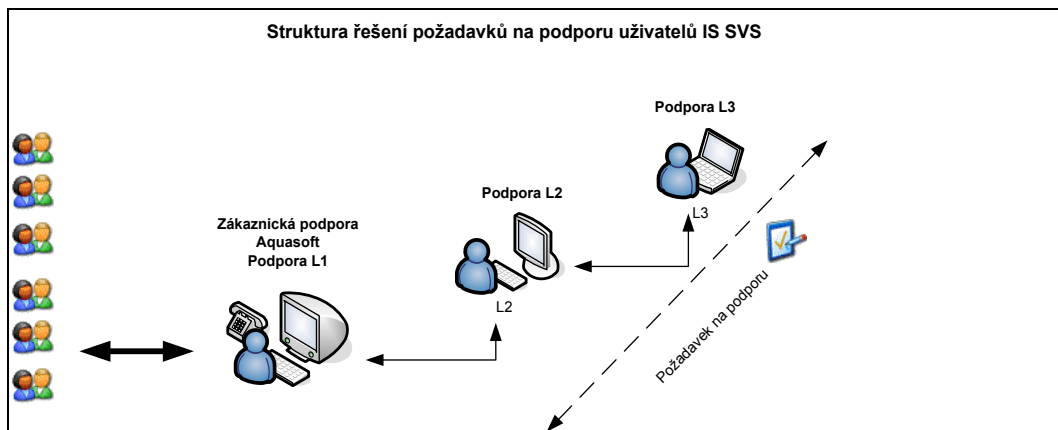 Struktura řešení požadavků na podporu uživatelů IS SVS
Podpora L3
L3
Podpora L2
L2
Zákaznická podpora
Aquasoft
Podpora L1
Požadavek na podporu